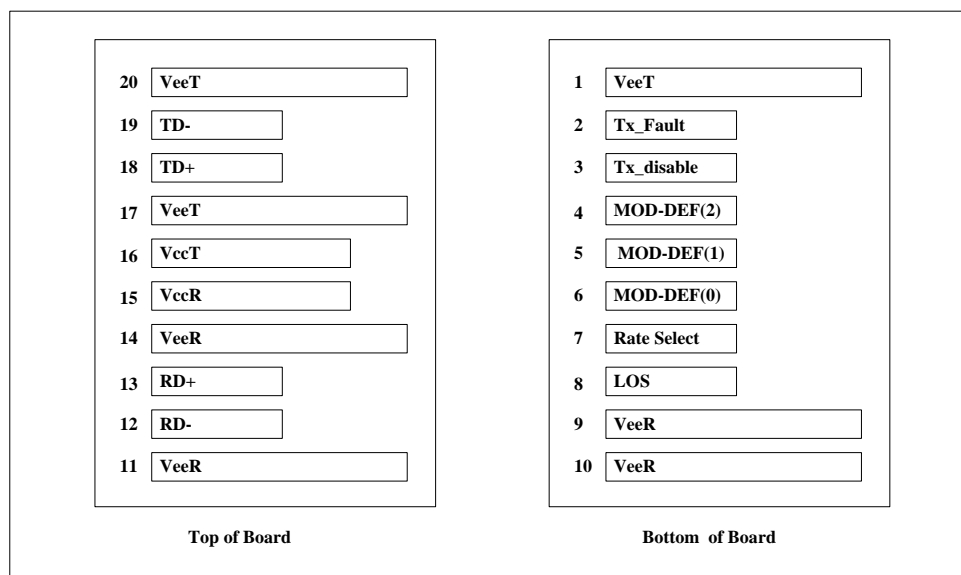 20 VeeT
19 TD-
18 TD+
17 VeeT
16 VccT
15 VccR
14 VeeR
13 RD+
12 RD-
11 VeeR
Top of Board
1 VeeT
2 Tx_Fault
3 Tx_disable
4 MOD-DEF(2)
5 MOD-DEF(1)
6 MOD-DEF(0)
7 Rate Select
8 LOS
9 VeeR
10 VeeR
Bottom of Board